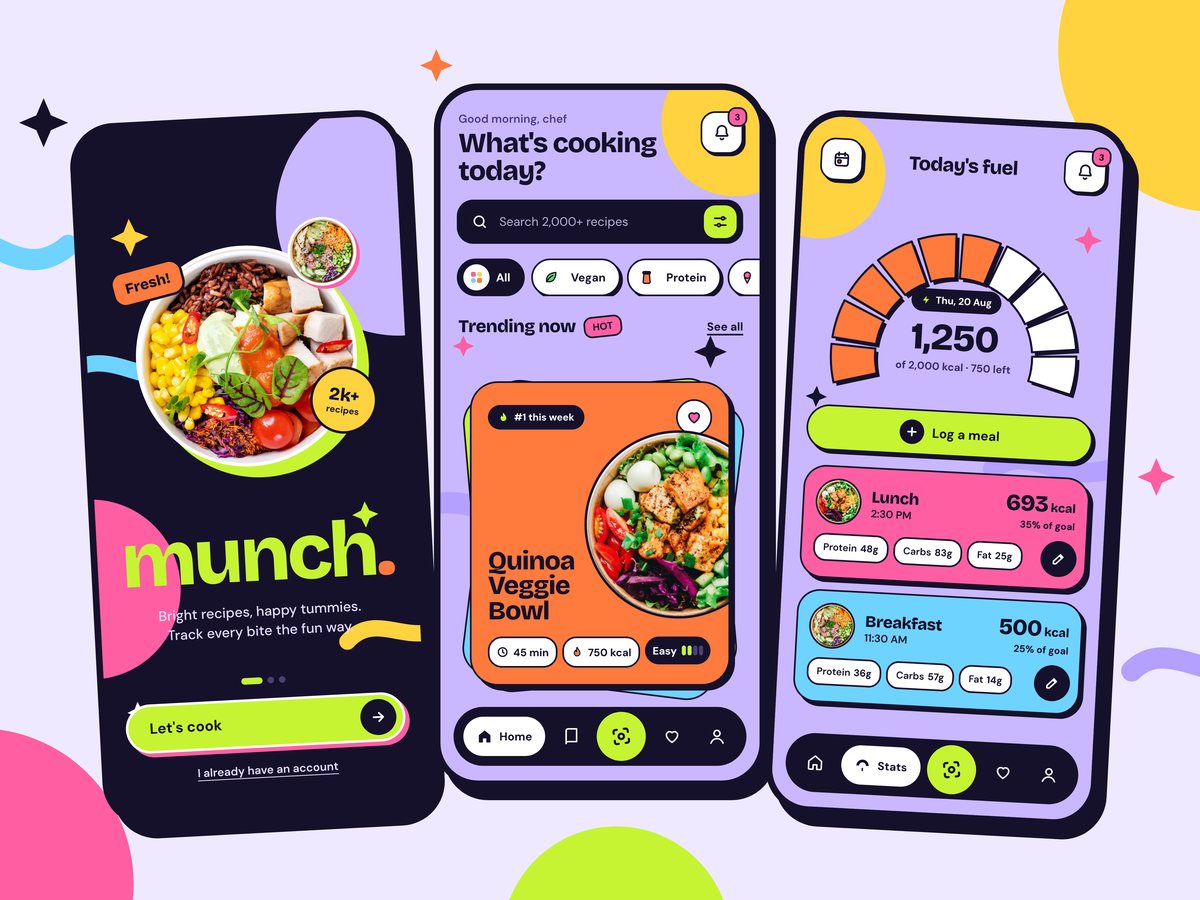 Fresh!
2k+
recipes
munch.
Bright recipes, happy tummies.
Track every bite the fun way
Let's cook
I already have an account
Good morning, chef
3
What's cooking
today?
Search 2,000+ recipes
All
Vegan
Protein
Trending now
HOT
See all
#1 this week
Quinoa
Veggie
Bowl
45 min
750 kcal
Easy
Home
Today's fuel
3
Thu, 20 Aug
1,250
of 2,000 kcal · 750 left
Log a meal
Lunch
693 kcal
2:30 PM
35% of goal
Protein 48g
Carbs 83g
Fat 25g
Breakfast
500 kcal
11:30 AM
25% of goal
Protein 36g
Carbs 57g
Fat 14g
Stats